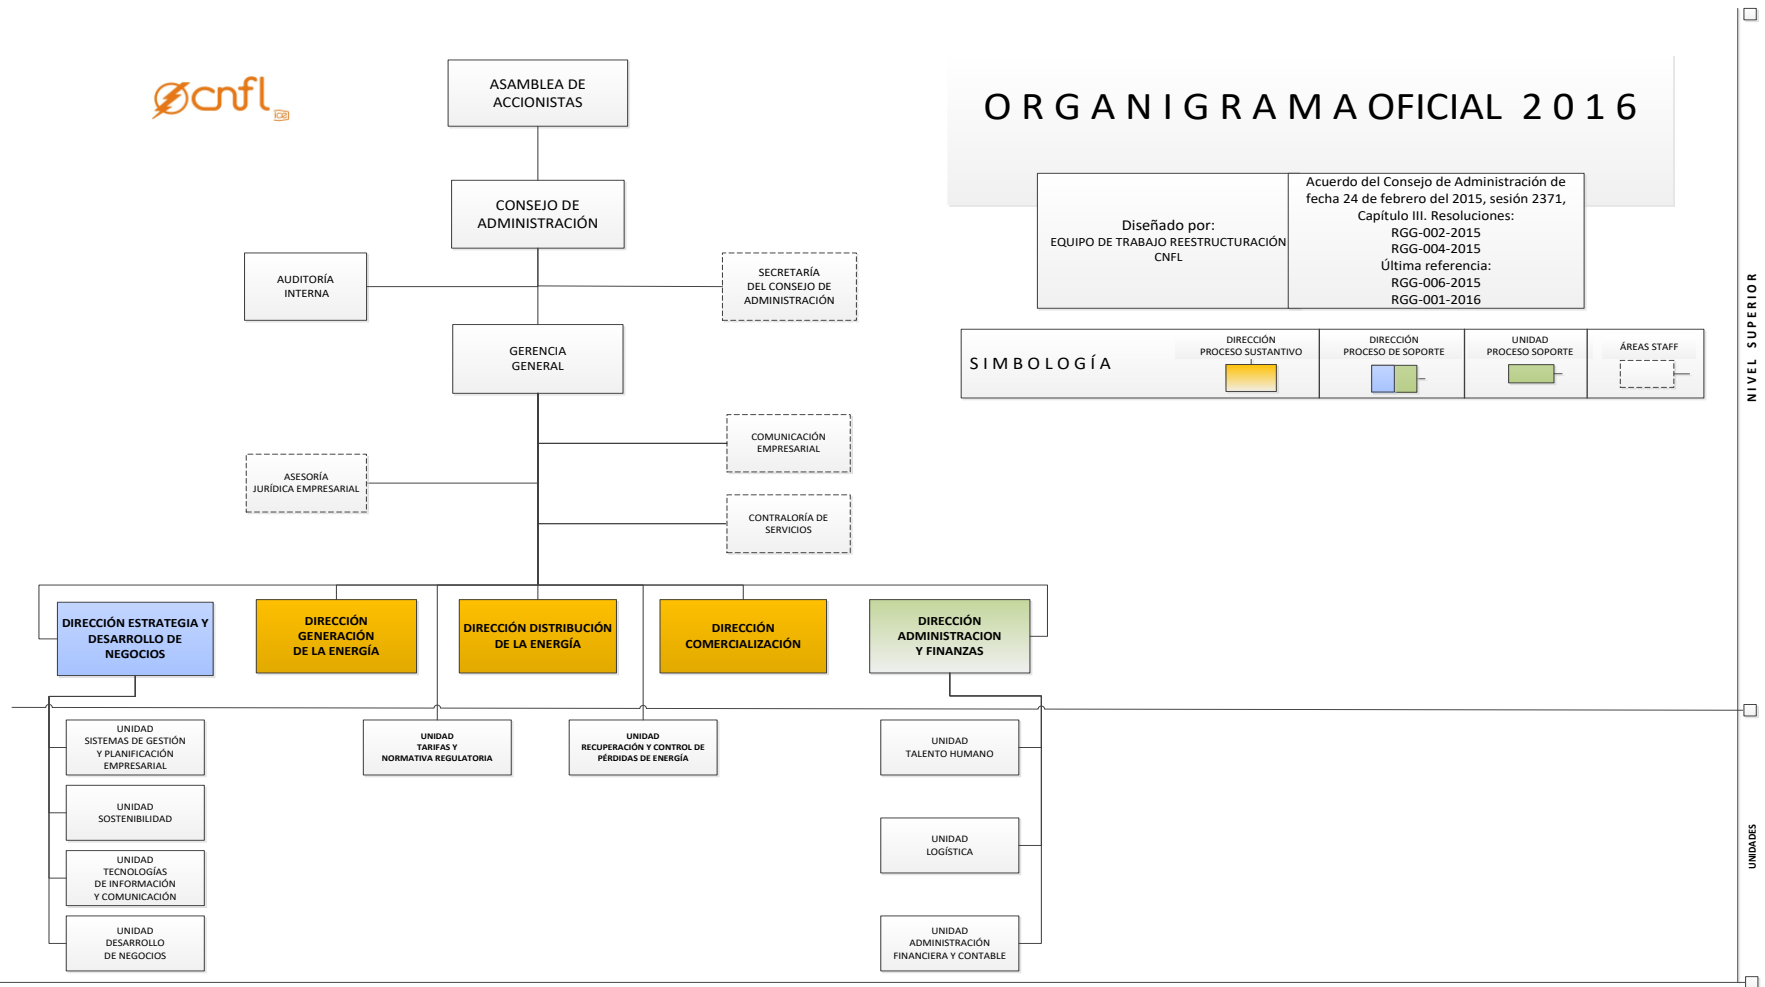 cnfl
ice
ASAMBLEA DE
ACCIONISTAS
O R G A N I G R A M A OFICIAL 2 0 1 6
CONSEJO DE
ADMINISTRACIÓN
Diseñado por:
EQUIPO DE TRABAJO REESTRUCTURACIÓN
CNFL
Acuerdo del Consejo de Administración de
fecha 24 de febrero del 2015, sesión 2371,
Capítulo III. Resoluciones:
RGG-002-2015
RGG-004-2015
Última referencia:
RGG-006-2015
RGG-001-2016
AUDITORÍA
INTERNA
SECRETARÍA
DEL CONSEJO DE
ADMINISTRACIÓN
GERENCIA
GENERAL
S I M B O L O G Í A
DIRECCIÓN
PROCESO SUSTANTIVO
DIRECCIÓN
PROCESO DE SOPORTE
UNIDAD
PROCESO SOPORTE
ÁREAS STAFF
NIVEL SUPERIOR
COMUNICACIÓN
EMPRESARIAL
ASESORÍA
JURÍDICA EMPRESARIAL
CONTRALORÍA DE
SERVICIOS
DIRECCIÓN ESTRATEGIA Y
DESARROLLO DE
NEGOCIOS
DIRECCIÓN
GENERACIÓN
DE LA ENERGÍA
DIRECCIÓN DISTRIBUCIÓN
DE LA ENERGÍA
DIRECCIÓN
COMERCIALIZACIÓN
DIRECCIÓN
ADMINISTRACION
Y FINANZAS
UNIDAD
SISTEMAS DE GESTIÓN
Y PLANIFICACIÓN
EMPRESARIAL
UNIDAD
SOSTENIBILIDAD
UNIDAD
TECNOLOGÍAS
DE INFORMACIÓN
Y COMUNICACIÓN
UNIDAD
DESARROLLO
DE NEGOCIOS
UNIDAD
TARIFAS Y
NORMATIVA REGULATORIA
UNIDAD
RECUPERACIÓN Y CONTROL DE
PÉRDIDAS DE ENERGÍA
UNIDAD
TALENTO HUMANO
UNIDAD
LOGÍSTICA
UNIDAD
ADMINISTRACIÓN
FINANCIERA Y CONTABLE
UNIDADES